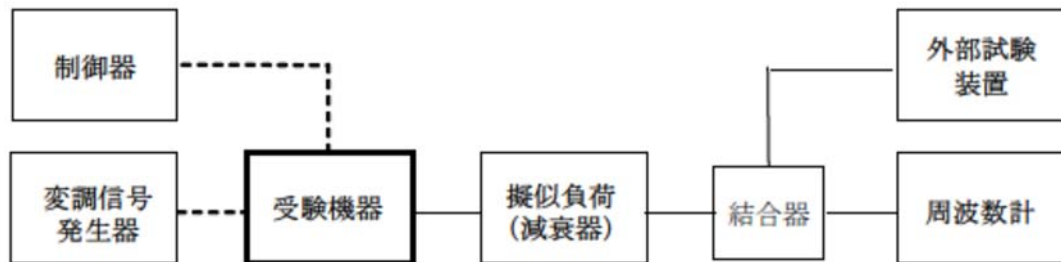 制御器
外部試験
装置
変調信号
発生器
受験機器
擬似負荷
(減衰器)
結合器
周波数計